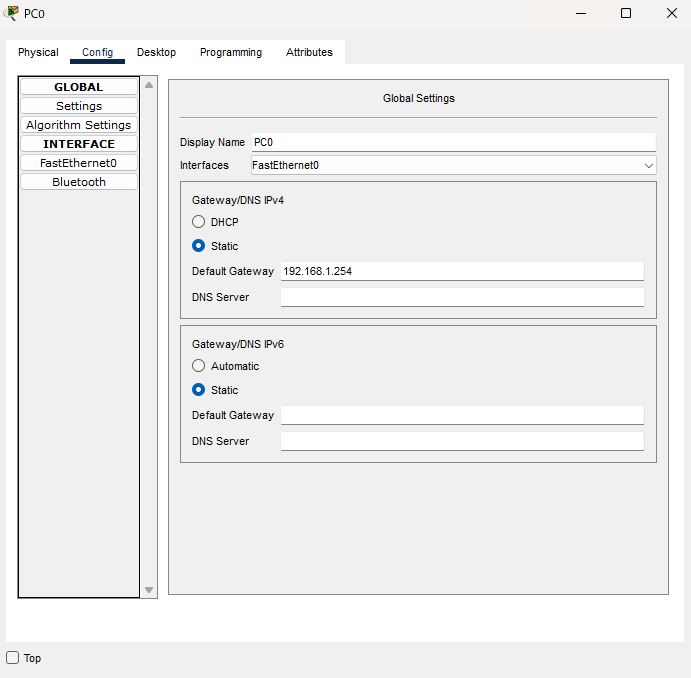 PC0
Physical Config Desktop Programming Attributes
GLOBAL
Settings
Algorithm Settings
INTERFACE
FastEthernet0
Bluetooth
Global Settings
Display Name PC0
Interfaces FastEthernet0
Gateway/DNS IPv4
DHCP
Static
Default Gateway 192.168.1.254
DNS Server
Gateway/DNS IPv6
Automatic
Static
Default Gateway
DNS Server
Top